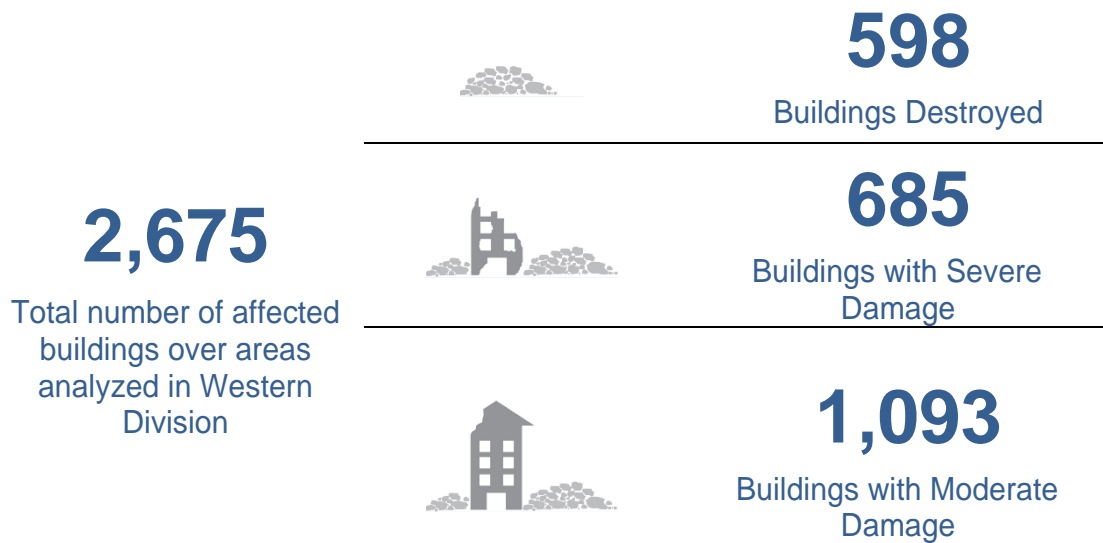 2,675
Total number of affected
buildings over areas
analyzed in Western
Division
598
Buildings Destroyed
685
Buildings with Severe
Damage
1,093
Buildings with Moderate
Damage